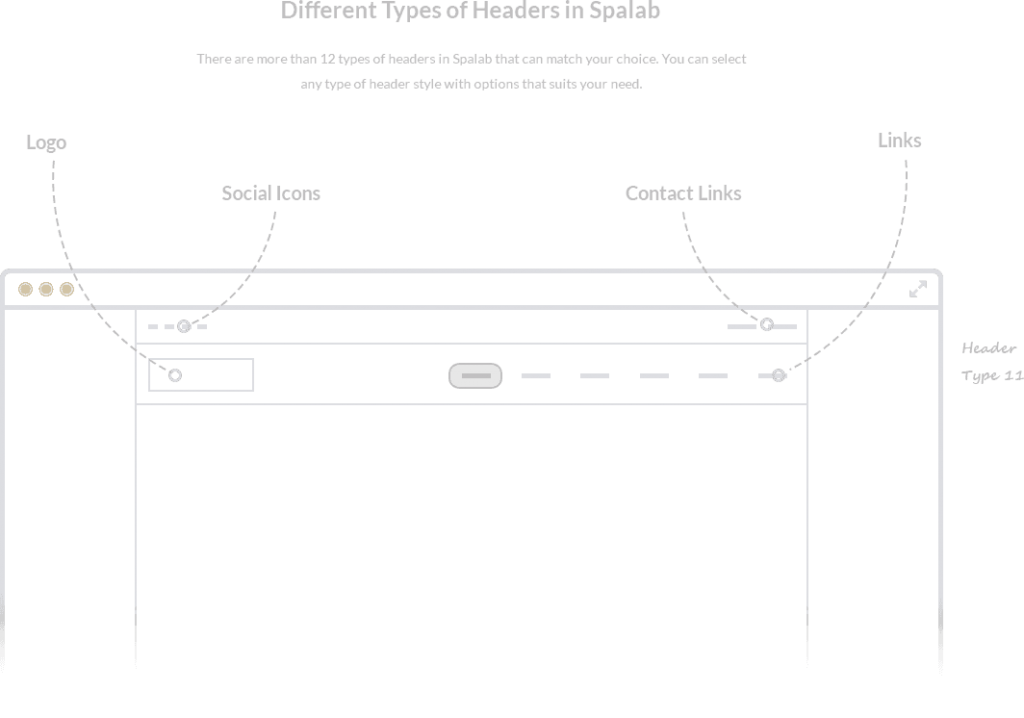 Different Types of Headers in Spalab
There are more than 12 types of headers in Spalab that can match your choice. You can select
any type of header style with options that suits your need.
Logo
Links
Social Icons
Contact Links
Header
Type 11